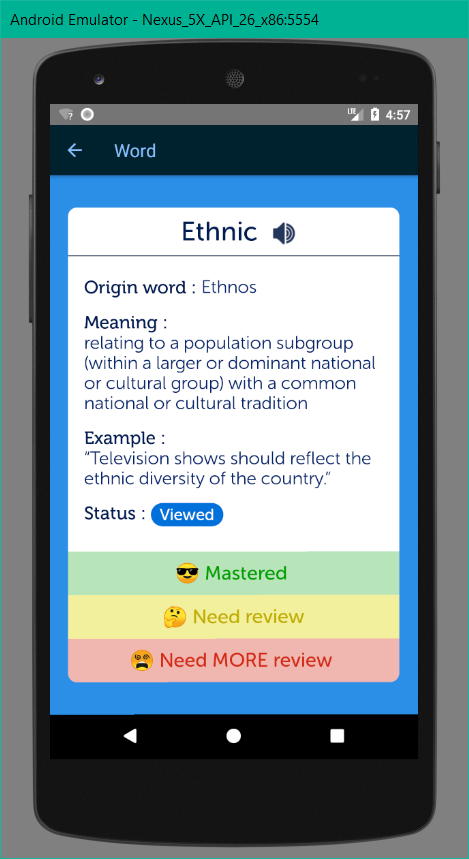 Android Emulator - Nexus_5X_API_26_x86:5554
LTE 4:57
Word
Ethnic
Origin word : Ethnos
Meaning :
relating to a population subgroup
(within a larger or dominant national
or cultural group) with a common
national or cultural tradition
Example :
“Television shows should reflect the
ethnic diversity of the country.”
Status : Viewed
😎 Mastered
🤔 Need review
😵 Need MORE review